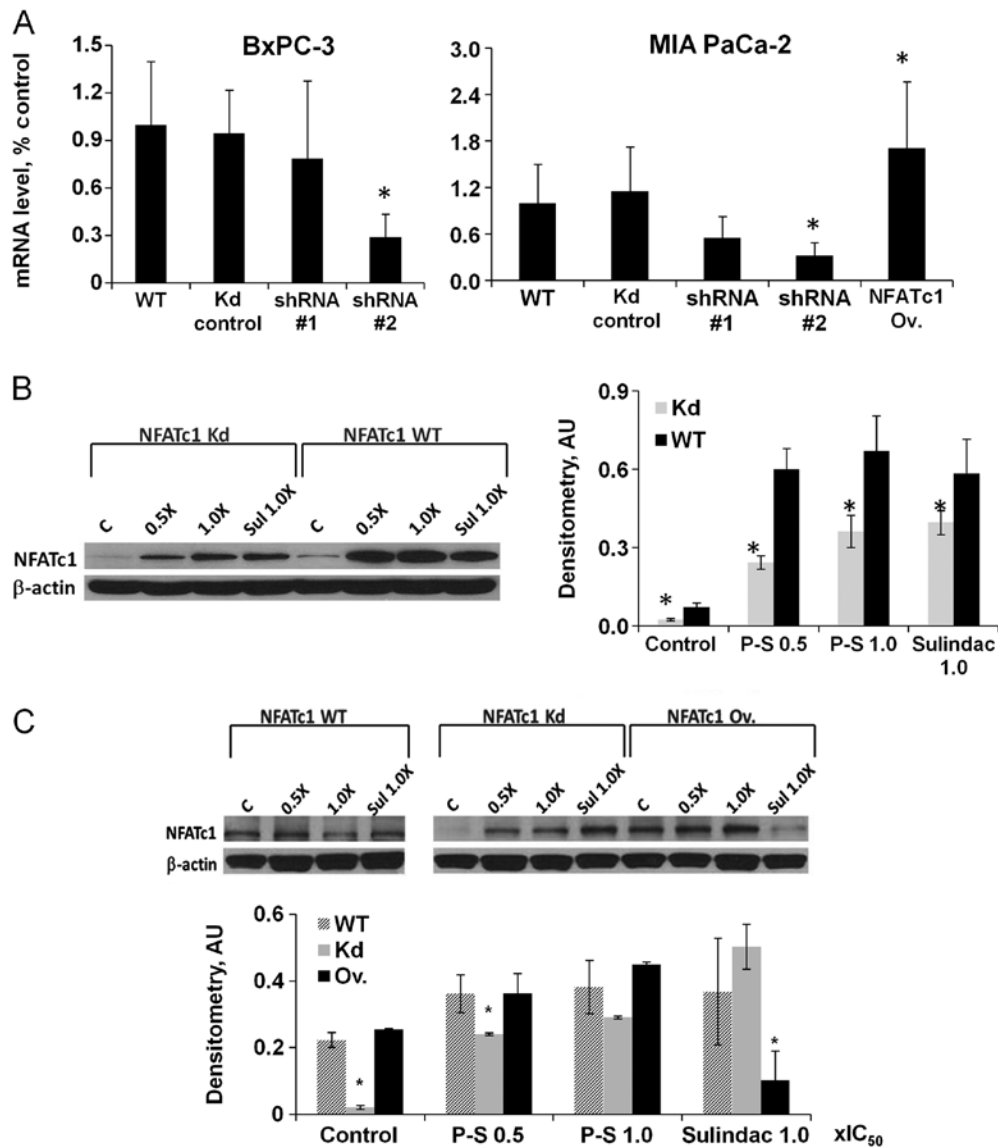 A
BxPC-3
MIA PaCa-2
mRNA level, % control
1.5
1.2
0.9
0.6
0.3
0
*
WT
Kd control
shRNA #1
shRNA #2
3.0
2.4
1.8
1.2
0.6
0.0
*
*
WT
Kd control
shRNA #1
shRNA #2
NFATc1 Ov.
B
NFATc1 Kd
NFATc1 WT
C
0.5X
1.0X
Sul 1.0X
C
0.5X
1.0X
Sul 1.0X
NFATc1
β-actin
Densitometry, AU
0.9
0.6
0.3
0.0
Kd
WT
*
*
*
*
Control
P-S 0.5
P-S 1.0
Sulindac 1.0
C
NFATc1 WT
NFATc1 Kd
NFATc1 Ov.
C
0.5X
1.0X
Sul 1.0X
C
0.5X
1.0X
Sul 1.0X
C
0.5X
1.0X
Sul 1.0X
NFATc1
β-actin
Densitometry, AU
0.6
0.4
0.2
0
WT
Kd
Ov.
*
*
*
Control
P-S 0.5
P-S 1.0
Sulindac 1.0
xIC50